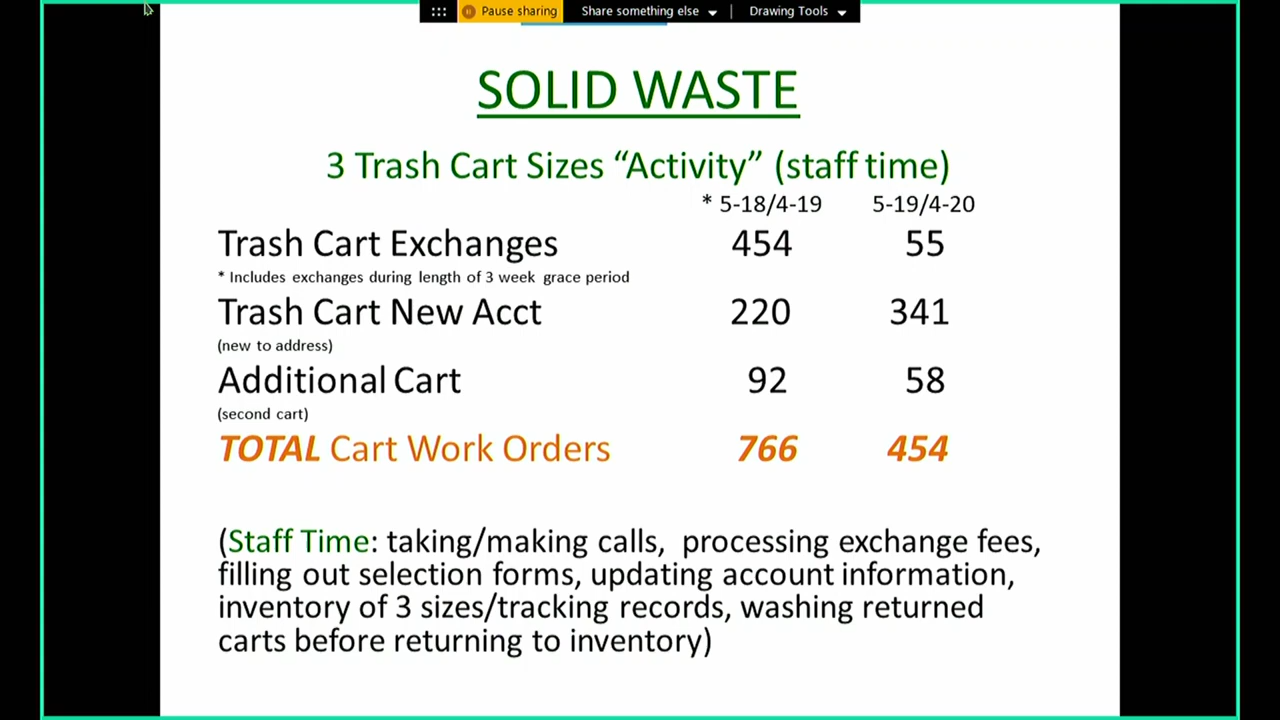 Pause sharing Share something else Drawing Tools
SOLID WASTE
3 Trash Cart Sizes “Activity” (staff time)
* 5-18/4-19 5-19/4-20
Trash Cart Exchanges 454 55
* Includes exchanges during length of 3 week grace period
Trash Cart New Acct 220 341
(new to address)
Additional Cart 92 58
(second cart)
TOTAL Cart Work Orders 766 454
(Staff Time: taking/making calls, processing exchange fees,
filling out selection forms, updating account information,
inventory of 3 sizes/tracking records, washing returned
carts before returning to inventory)